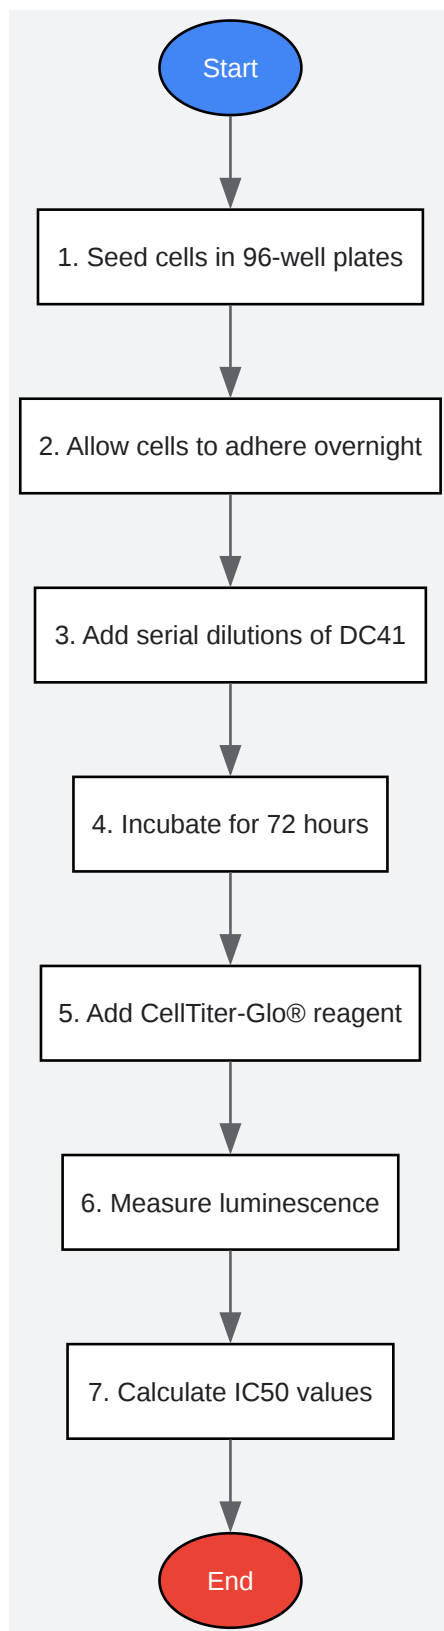 Start
1. Seed cells in 96-well plates
2. Allow cells to adhere overnight
3. Add serial dilutions of DC41
4. Incubate for 72 hours
5. Add CellTiter-Glo® reagent
6. Measure luminescence
7. Calculate IC50 values
End